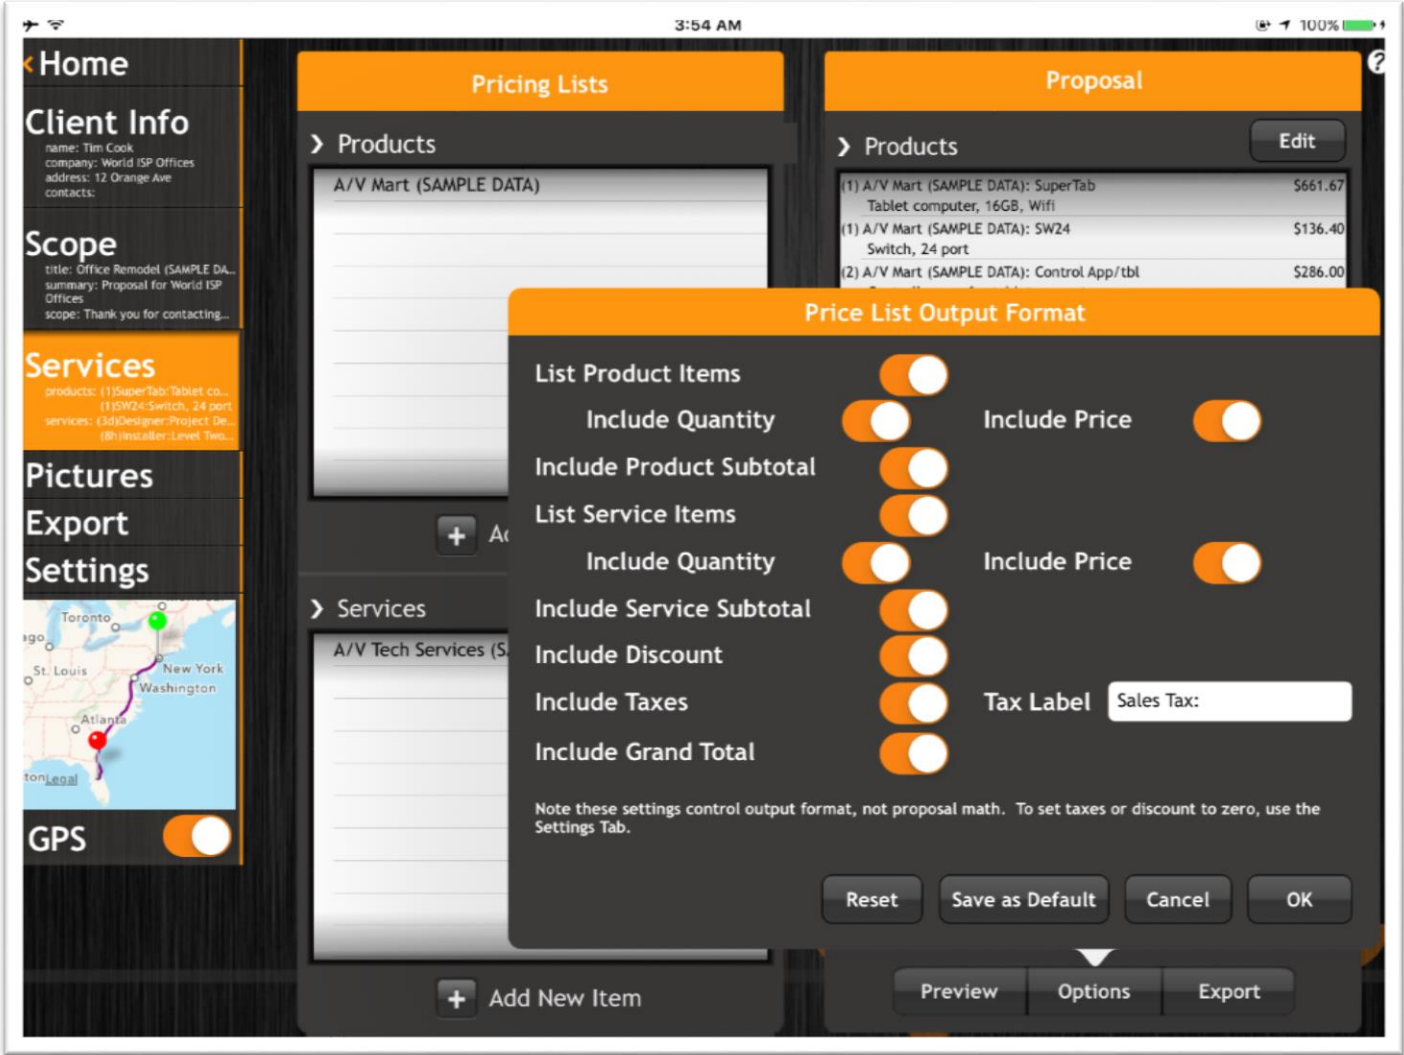 3:54 AM
100%
Home
Client Info
name: Tim Cook
company: World ISP Offices
address: 12 Orange Ave
contacts:
Scope
title: Office Remodel (SAMPLE DA...
summary: Proposal for World ISP
Offices
scope: Thank you for contacting...
Services
products: (1)SuperTab:Tablet co...
(1)SW24:Switch, 24 port
services: (3d)Designer:Project De...
(8h)Installer:Level Two...
Pictures
Export
Settings
Toronto
ago
St. Louis
New York
Washington
Atlanta
ton
Legal
GPS
Pricing Lists
Products
A/V Mart (SAMPLE DATA)
Services
A/V Tech Services (S
+ Add New Item
Proposal
?
Products
Edit
(1) A/V Mart (SAMPLE DATA): SuperTab $661.67
Tablet computer, 16GB, Wifi
(1) A/V Mart (SAMPLE DATA): SW24 $136.40
Switch, 24 port
(2) A/V Mart (SAMPLE DATA): Control App/tbl $286.00
Price List Output Format
List Product Items
Include Quantity Include Price
Include Product Subtotal
List Service Items
Include Quantity Include Price
Include Service Subtotal
Include Discount
Include Taxes Tax Label Sales Tax:
Include Grand Total
Note these settings control output format, not proposal math. To set taxes or discount to zero, use the
Settings Tab.
Reset Save as Default Cancel OK
Preview Options Export